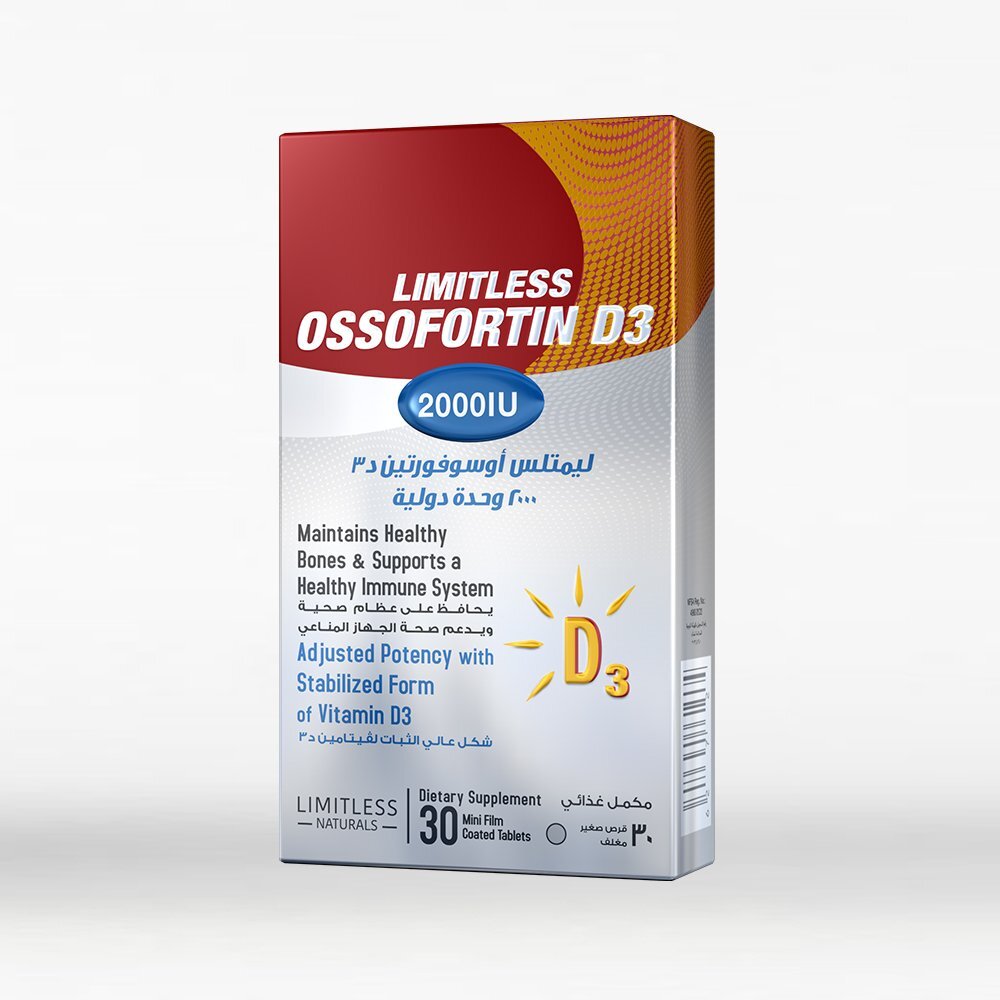 LIMITLESS
OSSOFORTIN D3
2000IU
ليمتلس أوسوفورتين د٣
٢٠٠٠ وحدة دولية
Maintains Healthy
Bones & Supports a
Healthy Immune System
يحافظ على عظام صحية
ويدعم صحة الجهاز المناعي
Adjusted Potency with
Stabilized Form
of Vitamin D3
شكل عالي الثبات لڤيتامين د٣
D3
LIMITLESS
NATURALS
Dietary Supplement
30 Mini Film
Coated Tablets
مكمل غذائي
٣٠ قرص صغير
مغلف